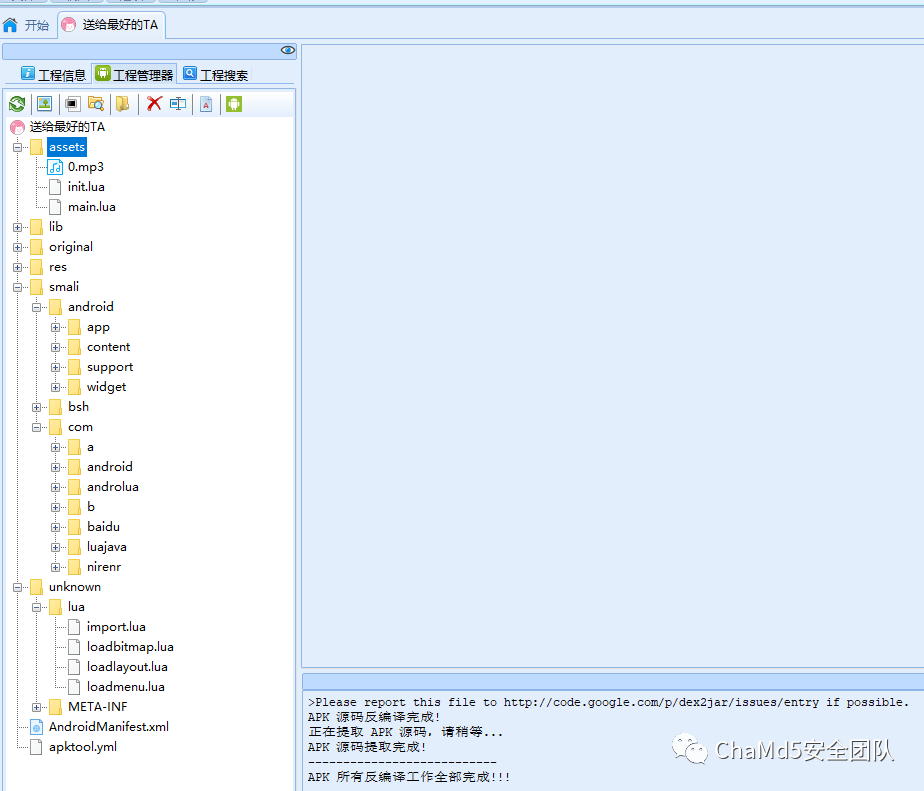 开始
送给最好的TA
工程信息
工程管理器
工程搜索
送给最好的TA
assets
0.mp3
init.lua
main.lua
lib
original
res
smali
android
app
content
support
widget
bsh
com
a
android
androlua
b
baidu
luajava
nirenr
unknown
lua
import.lua
loadbitmap.lua
loadlayout.lua
loadmenu.lua
META-INF
AndroidManifest.xml
apktool.yml
>Please report this file to http://code.google.com/p/dex2jar/issues/entry if possible.
APK 源码反编译完成!
正在提取 APK 源码, 请稍等...
APK 源码提取完成!
--------------------------
APK 所有反编译工作全部完成!!!
ChaMd5安全团队